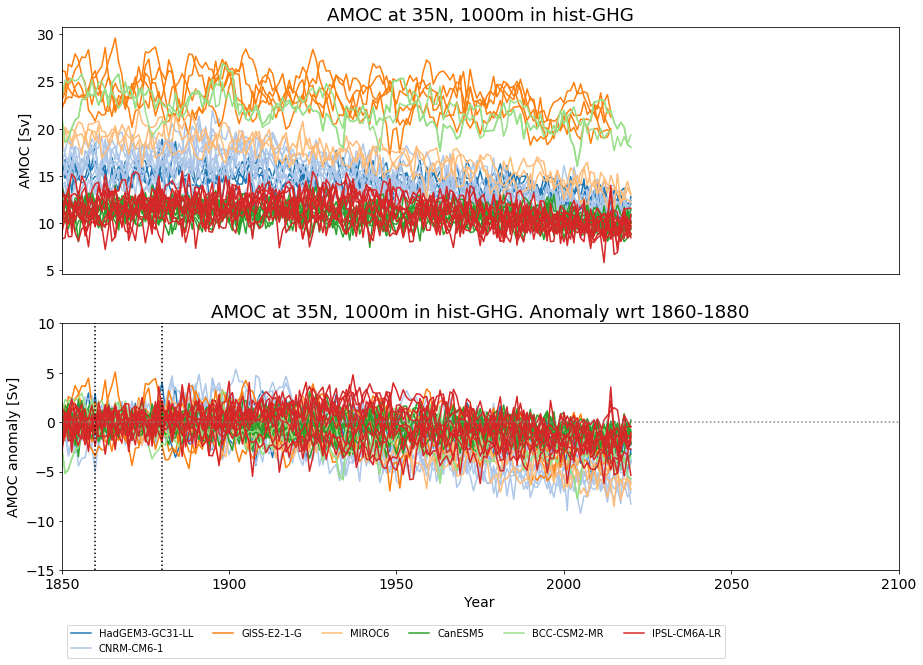 AMOC at 35N, 1000m in hist-GHG
30
25
20
15
10
5
AMOC [Sv]
AMOC at 35N, 1000m in hist-GHG. Anomaly wrt 1860-1880
10
5
0
−5
−10
−15
AMOC anomaly [Sv]
1850 1900 1950 2000 2050 2100
Year
HadGEM3-GC31-LL GISS-E2-1-G MIROC6 CanESM5 BCC-CSM2-MR IPSL-CM6A-LR
CNRM-CM6-1